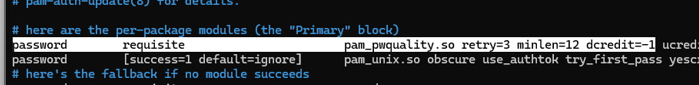 # pam-auth-update(8) for details.
# here are the per-package modules (the "Primary" block)
password requisite pam_pwquality.so retry=3 minlen=12 dcredit=-1 ucredi
password [success=1 default=ignore] pam_unix.so obscure use_authtok try_first_pass yesc
# here's the fallback if no module succeeds